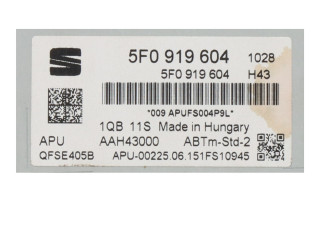 5F0 919 604 1028
5F0 919 604 H43
*009 APUFS004P9L*
1QB 11S Made in Hungary
APU AAH43000 ABTm-Std-2
QFSE405B APU-00225.06.151FS10945